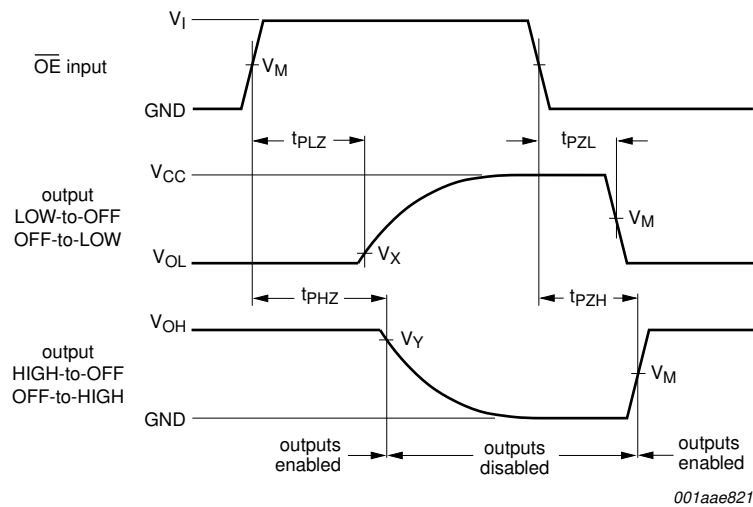 V_I
OE input
V_M
GND
t_PLZ
t_PZL
V_CC
output
LOW-to-OFF
OFF-to-LOW
V_M
V_X
V_OL
t_PHZ
t_PZH
V_OH
V_Y
output
HIGH-to-OFF
OFF-to-HIGH
V_M
GND
outputs
enabled
outputs
disabled
outputs
enabled
001aae821